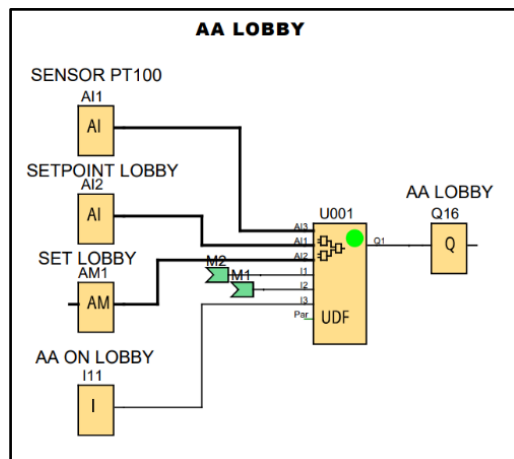 AA LOBBY
SENSOR PT100
AI1
AI
SETPOINT LOBBY
AI2
AI
SET LOBBY
AM1
AM
AA ON LOBBY
I11
I
M2
M1
U001
AI3
AI1
AI2
I1
I2
I3
Par
UDF
Q1
AA LOBBY
Q16
Q